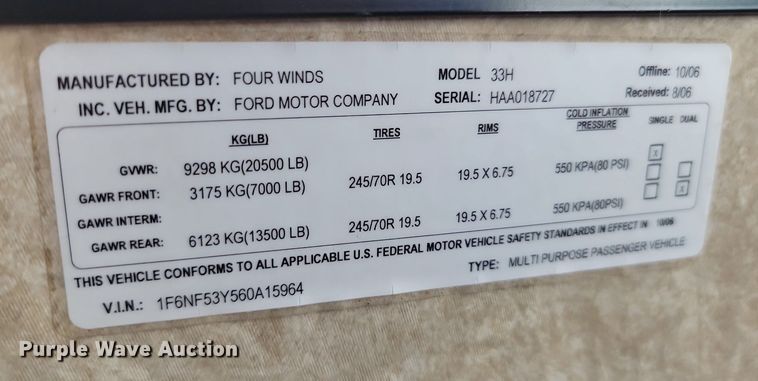 MANUFACTURED BY: FOUR WINDS MODEL 33H Offline: 10/06
INC. VEH. MFG. BY: FORD MOTOR COMPANY SERIAL: HAA018727 Received: 8/06
KG(LB) TIRES RIMS COLD INFLATION PRESSURE SINGLE DUAL
GVWR: 9298 KG(20500 LB)
GAWR FRONT: 3175 KG(7000 LB) 245/70R 19.5 19.5 X 6.75 550 KPA(80 PSI) X
GAWR INTERM:
GAWR REAR: 6123 KG(13500 LB) 245/70R 19.5 19.5 X 6.75 550 KPA(80PSI) X
THIS VEHICLE CONFORMS TO ALL APPLICABLE U.S. FEDERAL MOTOR VEHICLE SAFETY STANDARDS IN EFFECT IN: 10/06
V.I.N.: 1F6NF53Y560A15964 TYPE: MULTI PURPOSE PASSENGER VEHICLE
Purple Wave Auction